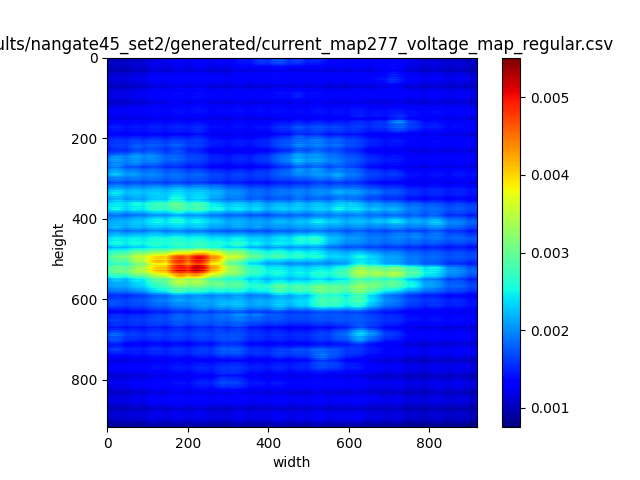 ults/nangate45_set2/generated/current_map277_voltage_map_regular.csv
0
200
400
600
800
height
0 200 400 600 800
width
0.005
0.004
0.003
0.002
0.001